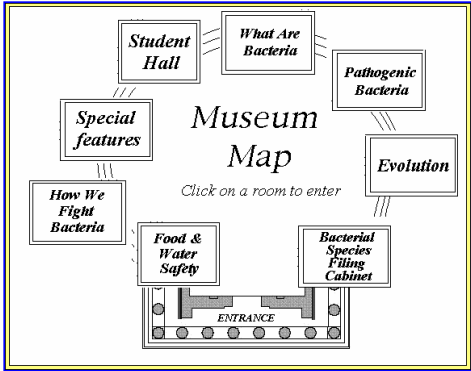 Student
Hall
What Are
Bacteria
Pathogenic
Bacteria
Special
features
Museum
Map
Click on a room to enter
Evolution
How We
Fight
Bacteria
Food &
Water
Safety
Bacterial
Species
Filing
Cabinet
ENTRANCE